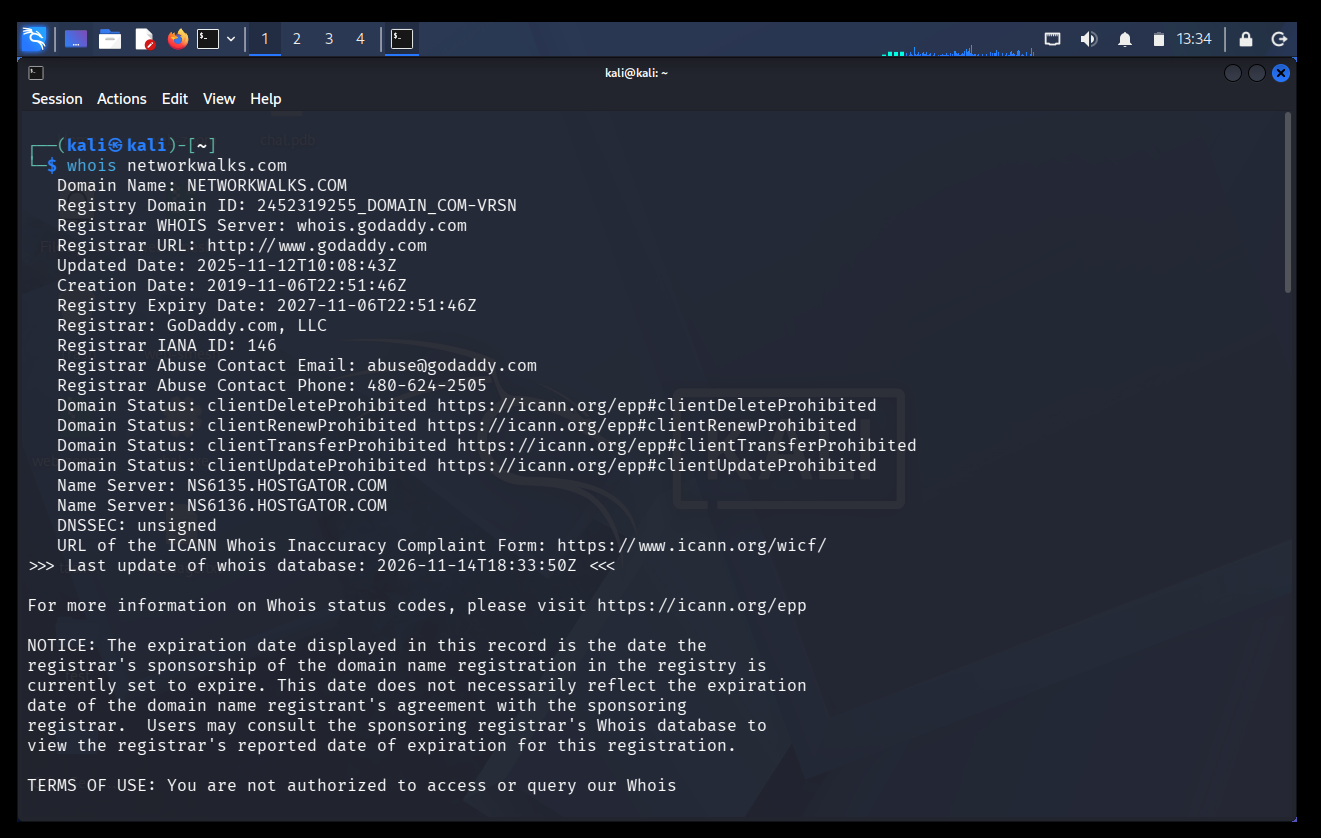 1 2 3 4 13:34
kali@kali: ~
Session Actions Edit View Help
┌──(kali㉿kali)-[~]
└─$ whois networkwalks.com
Domain Name: NETWORKWALKS.COM
Registry Domain ID: 2452319255_DOMAIN_COM-VRSN
Registrar WHOIS Server: whois.godaddy.com
Registrar URL: http://www.godaddy.com
Updated Date: 2025-11-12T10:08:43Z
Creation Date: 2019-11-06T22:51:46Z
Registry Expiry Date: 2027-11-06T22:51:46Z
Registrar: GoDaddy.com, LLC
Registrar IANA ID: 146
Registrar Abuse Contact Email: abuse@godaddy.com
Registrar Abuse Contact Phone: 480-624-2505
Domain Status: clientDeleteProhibited https://icann.org/epp#clientDeleteProhibited
Domain Status: clientRenewProhibited https://icann.org/epp#clientRenewProhibited
Domain Status: clientTransferProhibited https://icann.org/epp#clientTransferProhibited
Domain Status: clientUpdateProhibited https://icann.org/epp#clientUpdateProhibited
Name Server: NS6135.HOSTGATOR.COM
Name Server: NS6136.HOSTGATOR.COM
DNSSEC: unsigned
URL of the ICANN Whois Inaccuracy Complaint Form: https://www.icann.org/wicf/
>>> Last update of whois database: 2026-11-14T18:33:50Z <<<
For more information on Whois status codes, please visit https://icann.org/epp
NOTICE: The expiration date displayed in this record is the date the
registrar's sponsorship of the domain name registration in the registry is
currently set to expire. This date does not necessarily reflect the expiration
date of the domain name registrant's agreement with the sponsoring
registrar.  Users may consult the sponsoring registrar's Whois database to
view the registrar's reported date of expiration for this registration.
TERMS OF USE: You are not authorized to access or query our Whois